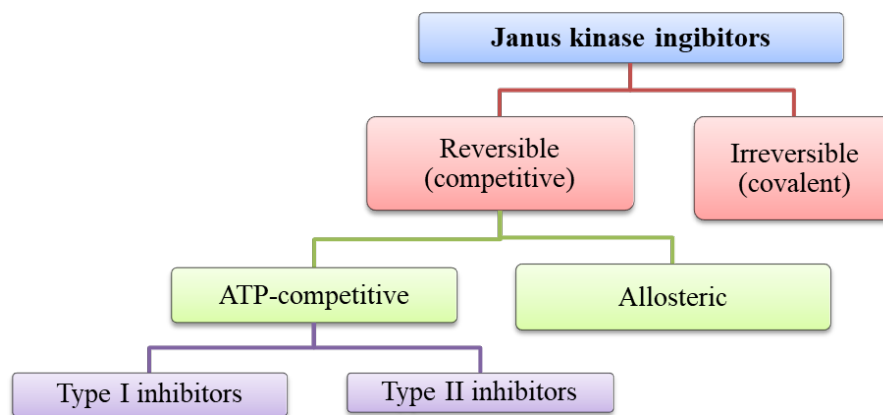 Janus kinase ingibitors
Reversible
(competitive)
Irreversible
(covalent)
ATP-competitive
Allosteric
Type I inhibitors
Type II inhibitors